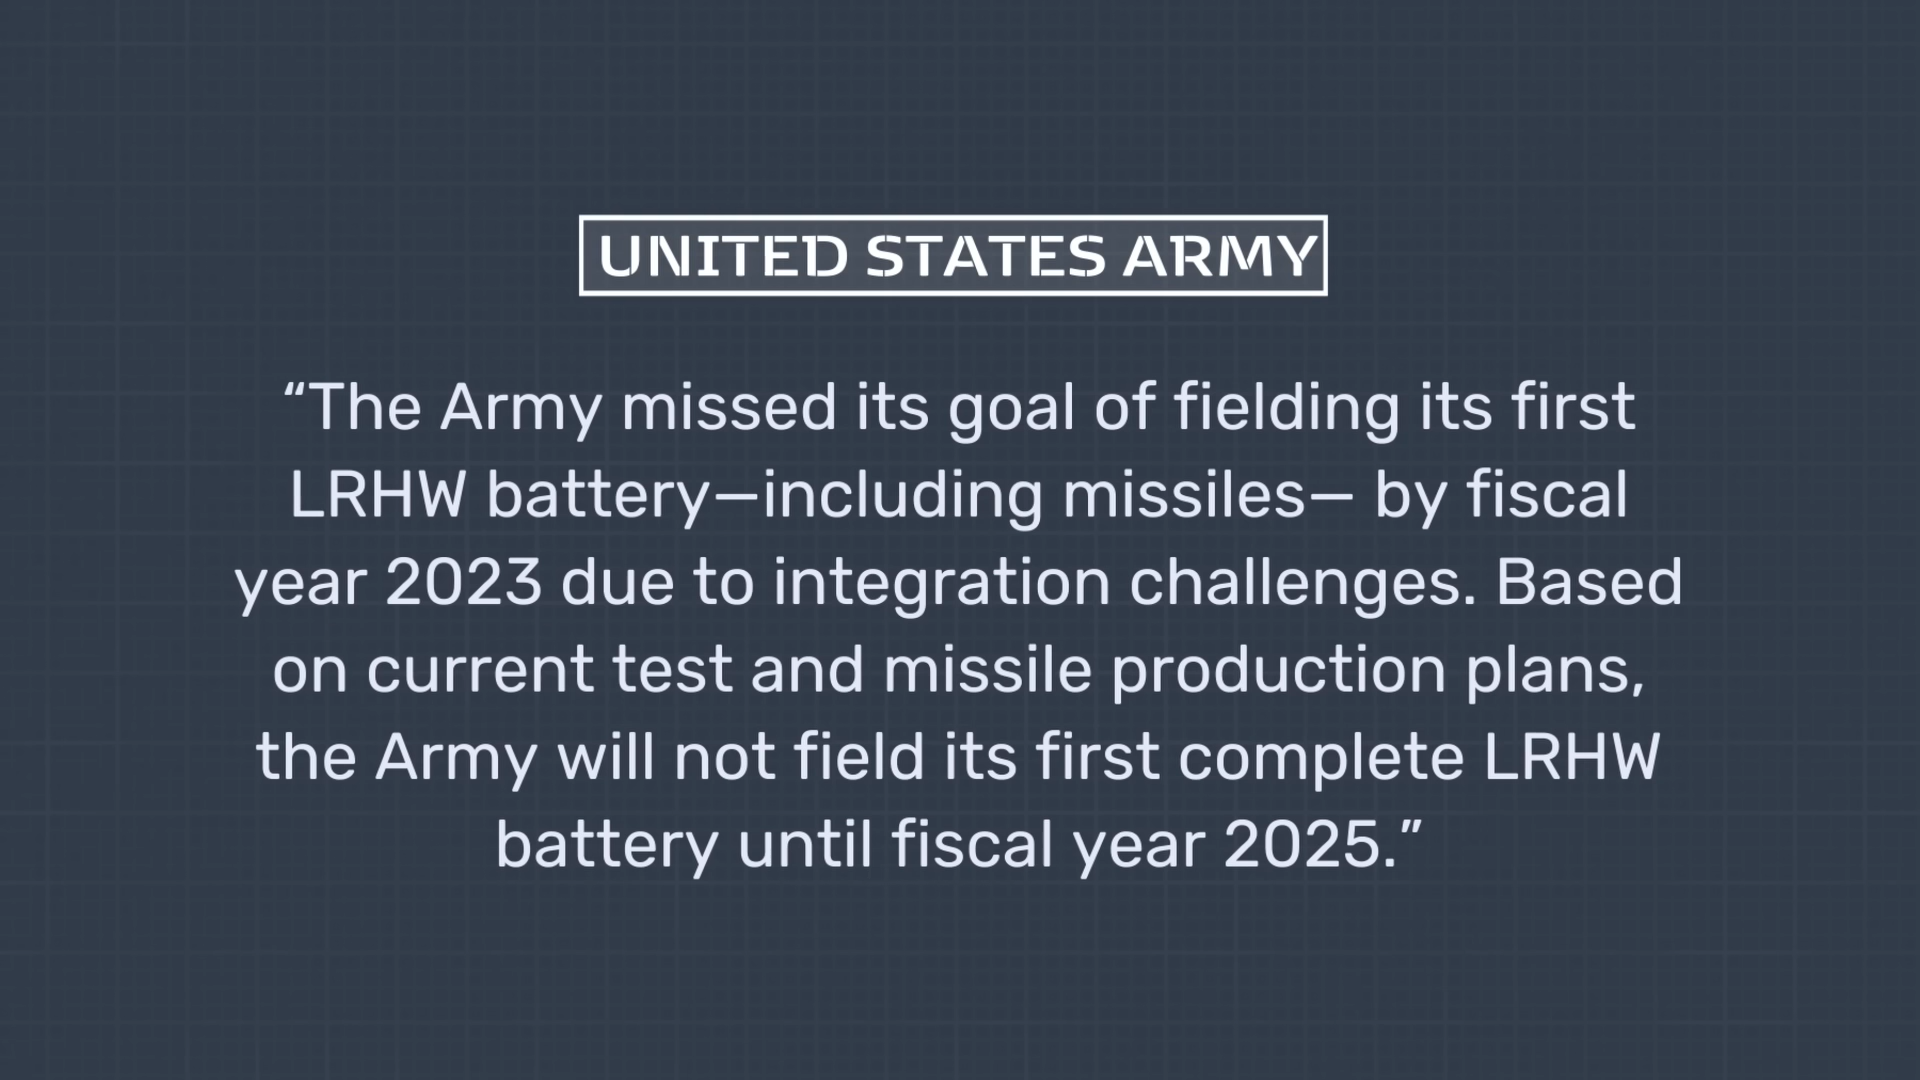 UNITED STATES ARMY
“The Army missed its goal of fielding its first
LRHW battery—including missiles— by fiscal
year 2023 due to integration challenges. Based
on current test and missile production plans,
the Army will not field its first complete LRHW
battery until fiscal year 2025.”